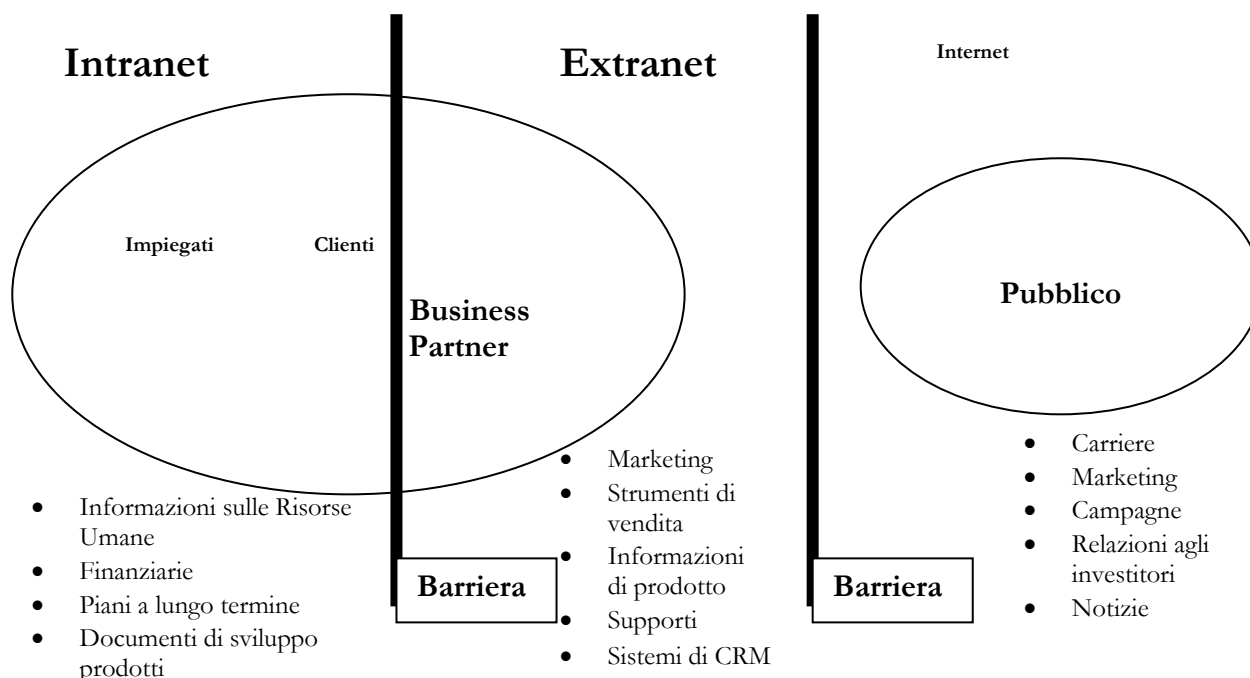 Intranet
Extranet
Internet
Impiegati
Clienti
Business
Partner
Pubblico
• Informazioni sulle Risorse
Umane
• Finanziarie
• Piani a lungo termine
• Documenti di sviluppo
prodotti
Barriera
• Marketing
• Strumenti di
vendita
• Informazioni
di prodotto
• Supporti
• Sistemi di CRM
Barriera
• Carriere
• Marketing
• Campagne
• Relazioni agli
investitori
• Notizie